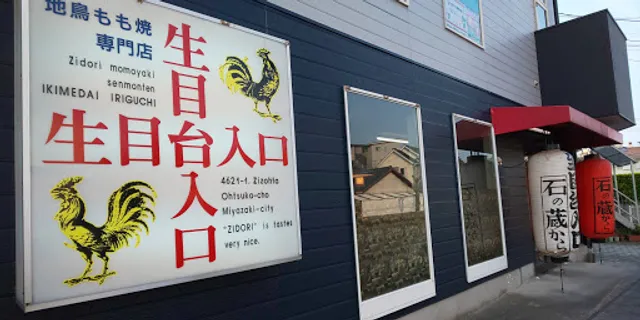 地鳥もも焼
専門店
Zidori momoyaki
senmonten
IKIMEDAI IRIGUCHI
生目台入口
生目台入口
4621-1. Zizohto
Ohtsuka-cho
Miyazaki-city
"ZIDORI" is tastes
very nice.
石の蔵から
石の蔵から